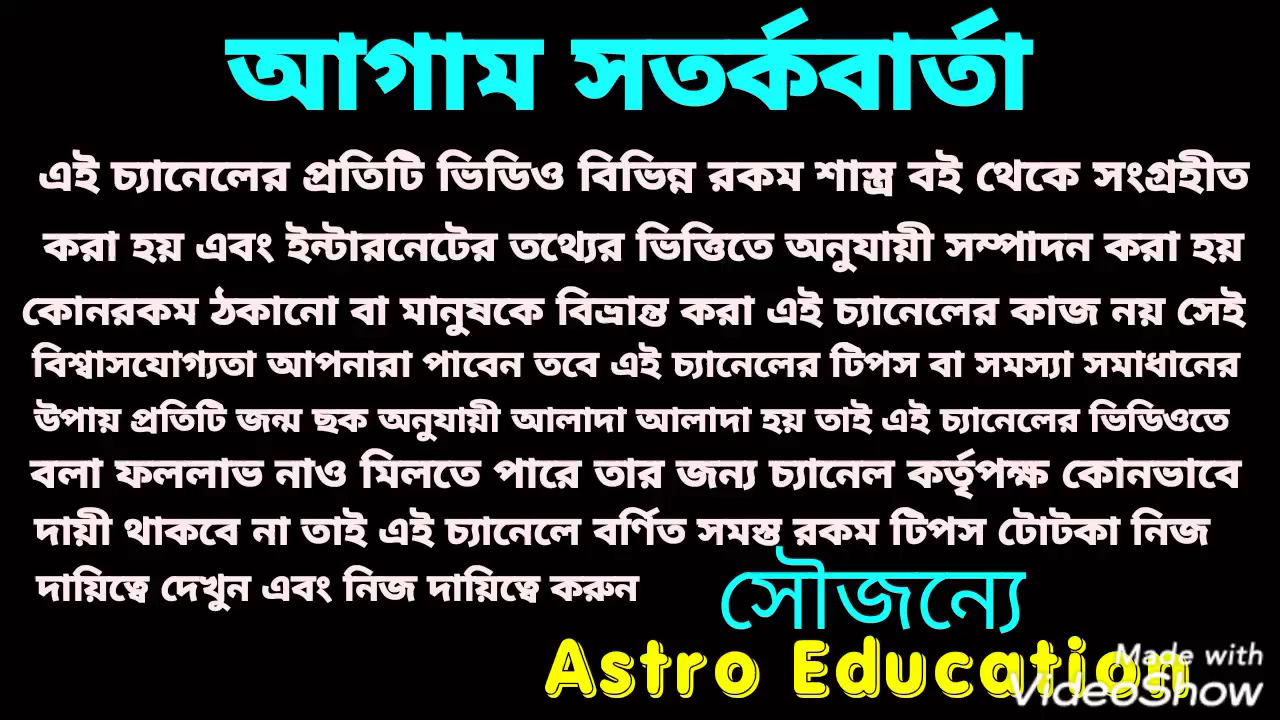 আগাম সতর্কবার্তা
এই চ্যানেলের প্রতিটি ভিডিও বিভিন্ন রকম শাস্ত্র বই থেকে সংগ্রহীত
করা হয় এবং ইন্টারনেটের তথ্যের ভিত্তিতে অনুযায়ী সম্পাদন করা হয়
কোনরকম ঠকানো বা মানুষকে বিভ্রান্ত করা এই চ্যানেলের কাজ নয় সেই
বিশ্বাসযোগ্যতা আপনারা পাবেন তবে এই চ্যানেলের টিপস বা সমস্যা সমাধানের
উপায় প্রতিটি জন্ম ছক অনুযায়ী আলাদা আলাদা হয় তাই এই চ্যানেলের ভিডিওতে
বলা ফললাভ নাও মিলতে পারে তার জন্য চ্যানেল কর্তৃপক্ষ কোনভাবে
দায়ী থাকবে না তাই এই চ্যানেলে বর্ণিত সমস্ত রকম টিপস টোটকা নিজ
দায়িত্বে দেখুন এবং নিজ দায়িত্বে করুন
সৌজন্যে
Astro Education
Made with
VideoShow